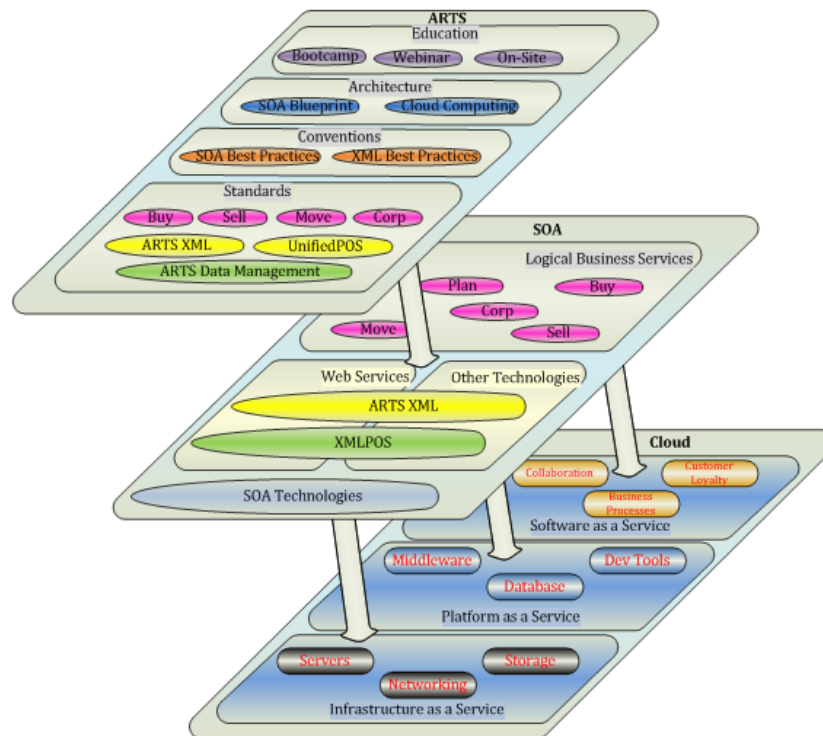 ARTS
Education
Bootcamp
Webinar
On-Site
Architecture
SOA Blueprint
Cloud Computing
Conventions
SOA Best Practices
XML Best Practices
Standards
Buy
Sell
Move
Corp
ARTS XML
UnifiedPOS
ARTS Data Management
SOA
Logical Business Services
Plan
Buy
Corp
Move
Sell
Web Services
Other Technologies
ARTS XML
XMLPOS
SOA Technologies
Cloud
Collaboration
Customer
Loyalty
Business
Processes
Software as a Service
Middleware
Dev Tools
Database
Platform as a Service
Servers
Storage
Networking
Infrastructure as a Service